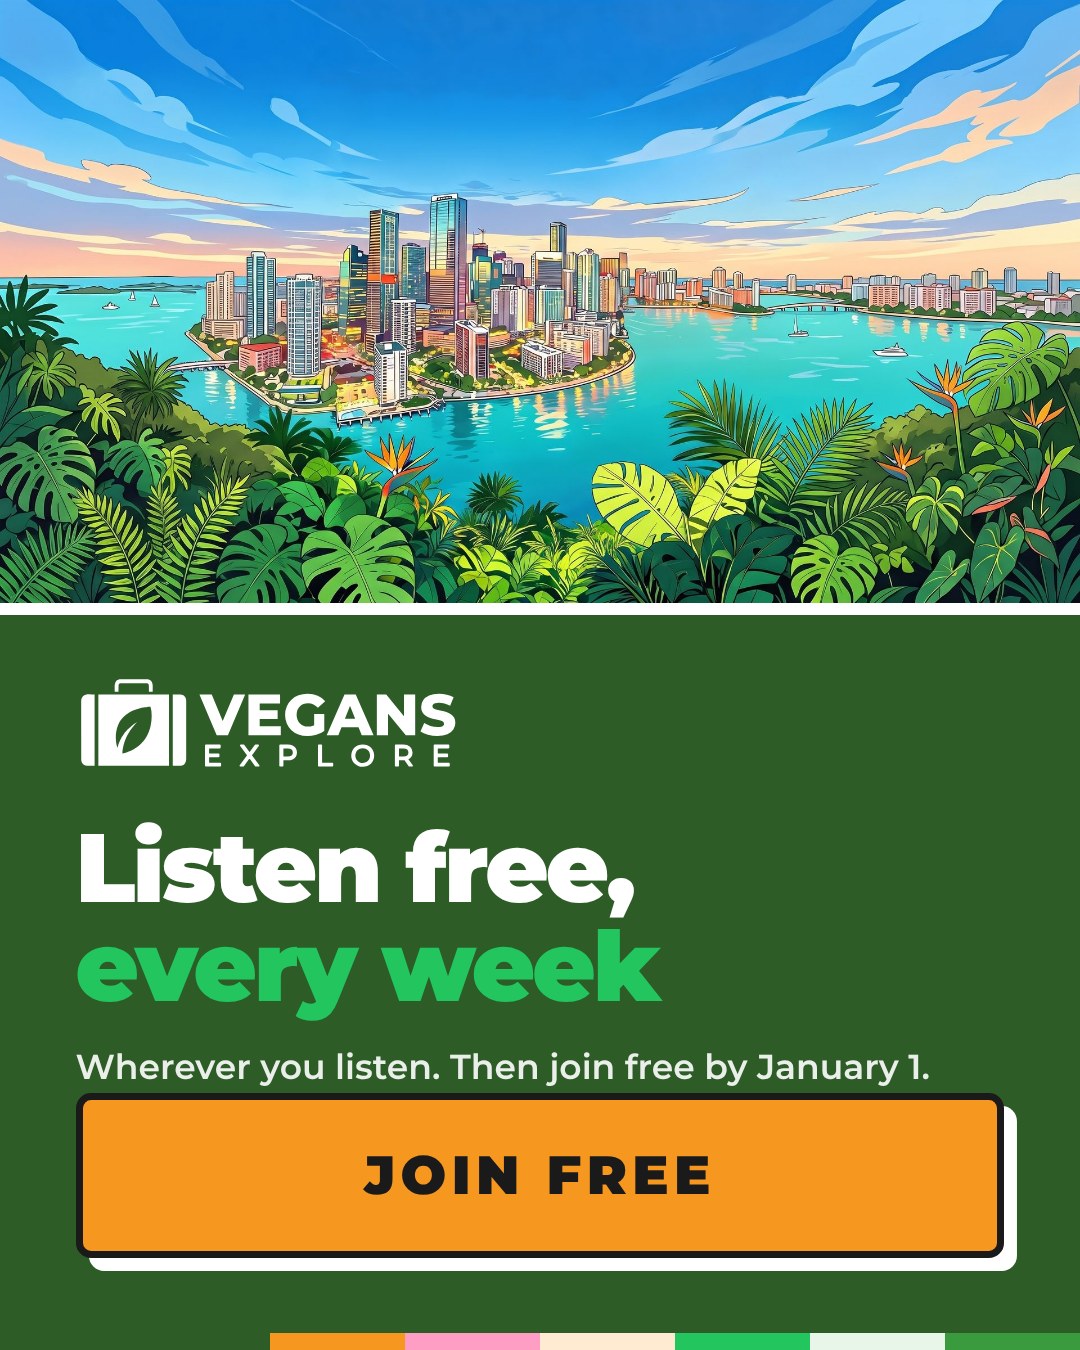 VEGANS
EXPLORE
Listen free,
every week
Wherever you listen. Then join free by January 1.
JOIN FREE